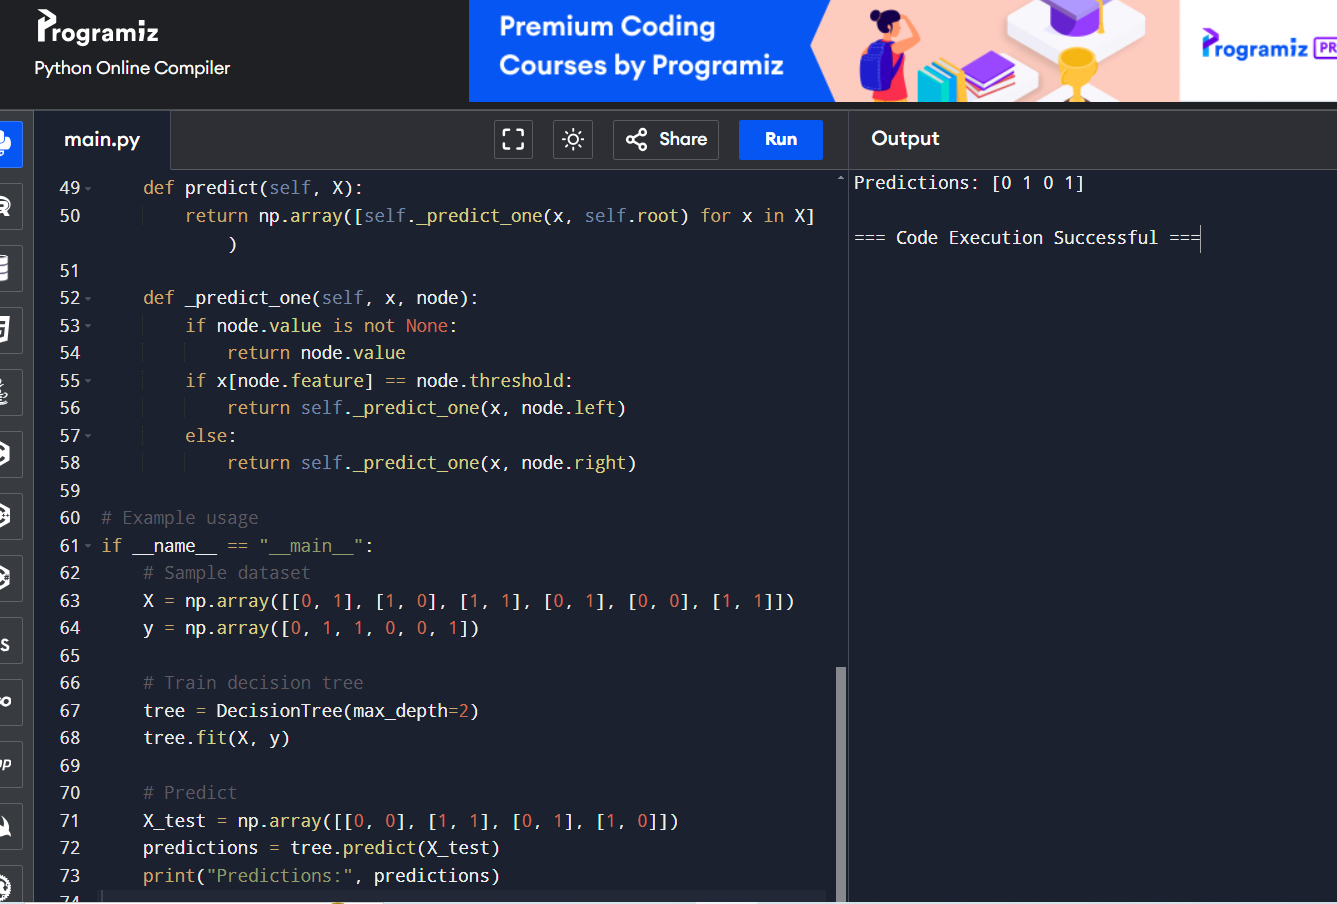 Programiz
Python Online Compiler
Premium Coding
Courses by Programiz
Programiz PR
main.py
Share
Run
Output
49 def predict(self, X):
50 return np.array([self._predict_one(x, self.root) for x in X]
)
51
52 def _predict_one(self, x, node):
53 if node.value is not None:
54 return node.value
55 if x[node.feature] == node.threshold:
56 return self._predict_one(x, node.left)
57 else:
58 return self._predict_one(x, node.right)
59
60 # Example usage
61 if __name__ == "__main__":
62 # Sample dataset
63 X = np.array([[0, 1], [1, 0], [1, 1], [0, 1], [0, 0], [1, 1]])
64 y = np.array([0, 1, 1, 0, 0, 1])
65
66 # Train decision tree
67 tree = DecisionTree(max_depth=2)
68 tree.fit(X, y)
69
70 # Predict
71 X_test = np.array([[0, 0], [1, 1], [0, 1], [1, 0]])
72 predictions = tree.predict(X_test)
73 print("Predictions:", predictions)
74
Predictions: [0 1 0 1]
=== Code Execution Successful ===